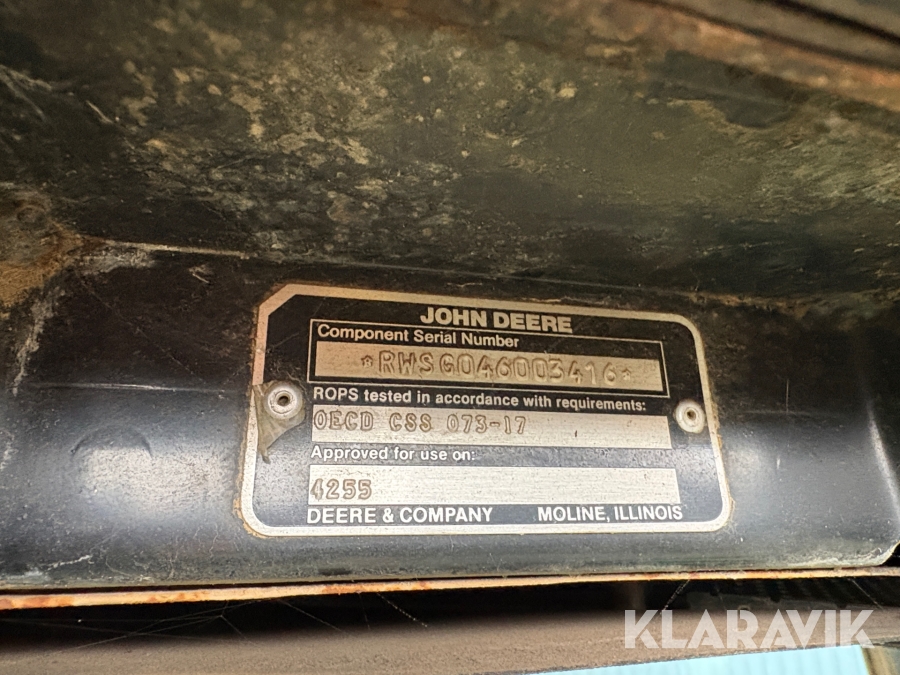 JOHN DEERE
Component Serial Number
*RWSG046003416*
ROPS tested in accordance with requirements:
OECD CSS 073-17
Approved for use on:
4255
DEERE & COMPANY MOLINE, ILLINOIS
KLARAVIK